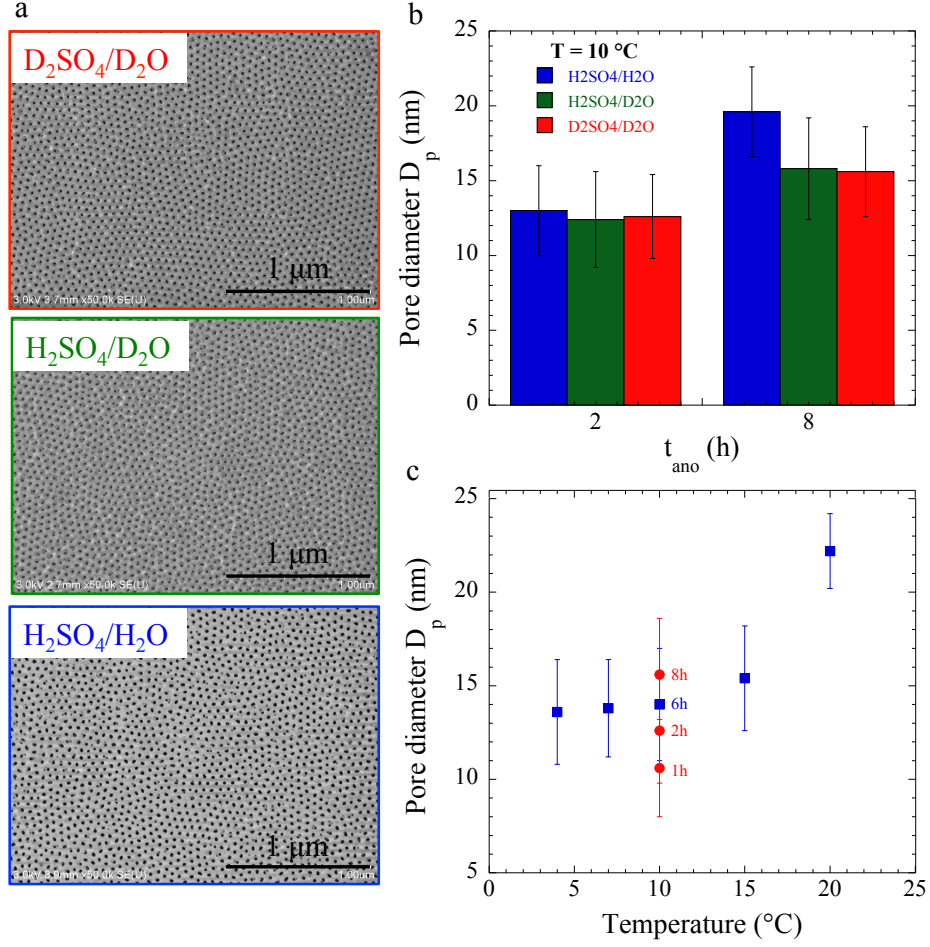 a
D₂SO₄/D₂O
1 μm
3.0kV 3.7mm x50.0k SE(U) 1.00um
H₂SO₄/D₂O
1 μm
3.0kV 2.7mm x50.0k SE(U) 1.00um
H₂SO₄/H₂O
1 μm
3.0kV 3.9mm x50.0k SE(U) 1.00um
b
Pore diameter Dₚ (nm)
25
20
15
10
5
0
T = 10 °C
H2SO4/H2O
H2SO4/D2O
D2SO4/D2O
2 8
t_ano (h)
c
Pore diameter Dₚ (nm)
25
20
15
10
5
8h
6h
2h
1h
0 5 10 15 20 25
Temperature (°C)